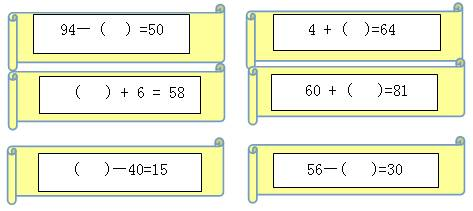 94－（  ）=50
4 +（  ）=64
（  ）+ 6 = 58
60 +（  ）=81
（  ）－40=15
56－（  ）=30